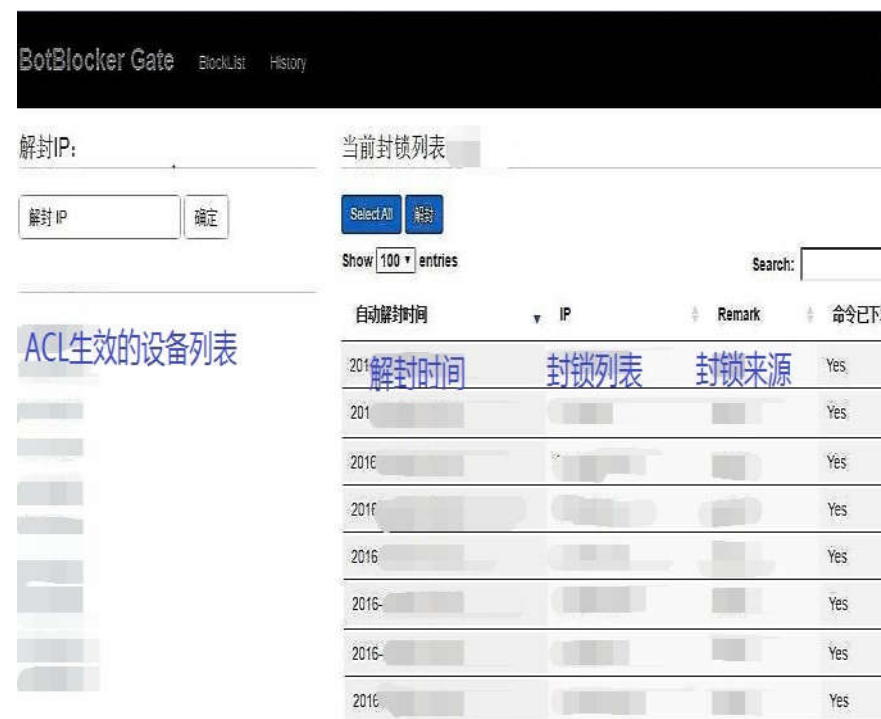 BotBlocker Gate BlockList History
解封IP:
解封 IP 确定
ACL生效的设备列表
当前封锁列表
Select All 解封
Show 100 entries
Search:
自动解封时间 IP Remark 命令已下
201 解封时间 封锁列表 封锁来源 Yes
201 Yes
2016 Yes
2016 Yes
2016 Yes
2016- Yes
2016- Yes
2016 Yes